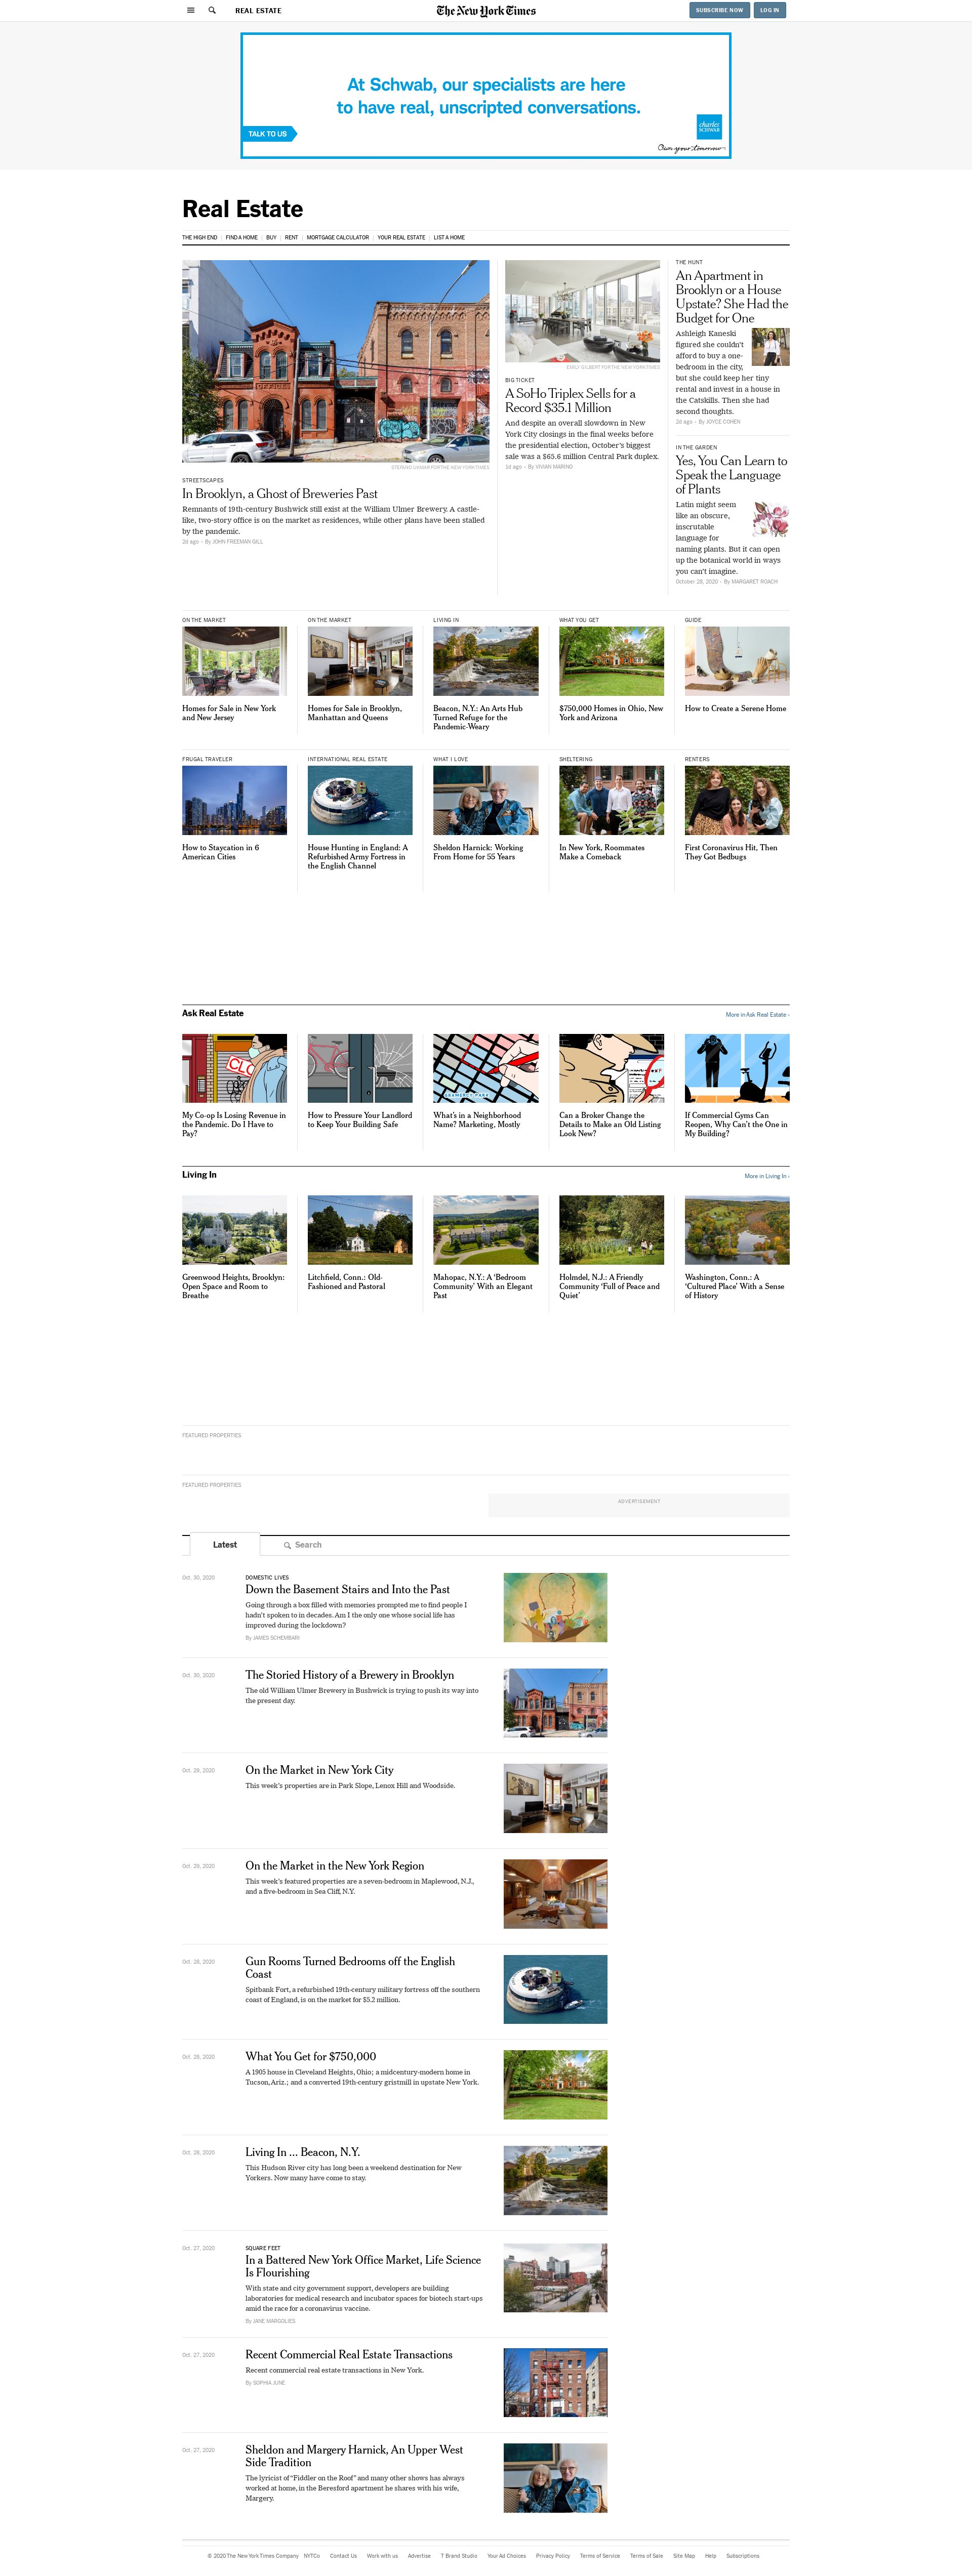 REAL ESTATE
The New York Times
SUBSCRIBE NOW
LOG IN
At Schwab, our specialists are here
to have real, unscripted conversations.
TALK TO US
charles
SCHWAB
Own your tomorrow
Real Estate
THE HIGH END | FIND A HOME | BUY | RENT | MORTGAGE CALCULATOR | YOUR REAL ESTATE | LIST A HOME
STEFANO UKMAR FOR THE NEW YORK TIMES
STREETSCAPES
In Brooklyn, a Ghost of Breweries Past
Remnants of 19th-century Bushwick still exist at the William Ulmer Brewery. A castle-
like, two-story office is on the market as residences, while other plans have been stalled
by the pandemic.
2d ago - By JOHN FREEMAN GILL
EMILY GILBERT FOR THE NEW YORK TIMES
BIG TICKET
A SoHo Triplex Sells for a
Record $35.1 Million
And despite an overall slowdown in New
York City closings in the final weeks before
the presidential election, October's biggest
sale was a $65.6 million Central Park duplex.
1d ago - By VIVIAN MARINO
THE HUNT
An Apartment in
Brooklyn or a House
Upstate? She Had the
Budget for One
Ashleigh Kaneski
figured she couldn't
afford to buy a one-
bedroom in the city,
but she could keep her tiny
rental and invest in a house in
the Catskills. Then she had
second thoughts.
2d ago - By JOYCE COHEN
IN THE GARDEN
Yes, You Can Learn to
Speak the Language
of Plants
Latin might seem
like an obscure,
inscrutable
language for
naming plants. But it can open
up the botanical world in ways
you can't imagine.
October 28, 2020 - By MARGARET ROACH
ON THE MARKET
Homes for Sale in New York
and New Jersey
ON THE MARKET
Homes for Sale in Brooklyn,
Manhattan and Queens
LIVING IN
Beacon, N.Y.: An Arts Hub
Turned Refuge for the
Pandemic-Weary
WHAT YOU GET
$750,000 Homes in Ohio, New
York and Arizona
GUIDE
How to Create a Serene Home
FRUGAL TRAVELER
How to Staycation in 6
American Cities
INTERNATIONAL REAL ESTATE
House Hunting in England: A
Refurbished Army Fortress in
the English Channel
WHAT I LOVE
Sheldon Harnick: Working
From Home for 55 Years
SHELTERING
In New York, Roommates
Make a Comeback
RENTERS
First Coronavirus Hit, Then
They Got Bedbugs
Ask Real Estate
More in Ask Real Estate ›
My Co-op Is Losing Revenue in
the Pandemic. Do I Have to
Pay?
How to Pressure Your Landlord
to Keep Your Building Safe
What's in a Neighborhood
Name? Marketing, Mostly
Can a Broker Change the
Details to Make an Old Listing
Look New?
If Commercial Gyms Can
Reopen, Why Can't the One in
My Building?
Living In
More in Living In ›
Greenwood Heights, Brooklyn:
Open Space and Room to
Breathe
Litchfield, Conn.: Old-
Fashioned and Pastoral
Mahopac, N.Y.: A 'Bedroom
Community' With an Elegant
Past
Holmdel, N.J.: A Friendly
Community 'Full of Peace and
Quiet'
Washington, Conn.: A
'Cultured Place' With a Sense
of History
FEATURED PROPERTIES
FEATURED PROPERTIES
ADVERTISEMENT
Latest
Search
Oct. 30, 2020
DOMESTIC LIVES
Down the Basement Stairs and Into the Past
Going through a box filled with memories prompted me to find people I
hadn't spoken to in decades. Am I the only one whose social life has
improved during the lockdown?
By JAMES SCHEMBARI
Oct. 30, 2020
The Storied History of a Brewery in Brooklyn
The old William Ulmer Brewery in Bushwick is trying to push its way into
the present day.
Oct. 29, 2020
On the Market in New York City
This week's properties are in Park Slope, Lenox Hill and Woodside.
Oct. 29, 2020
On the Market in the New York Region
This week's featured properties are a seven-bedroom in Maplewood, N.J.,
and a five-bedroom in Sea Cliff, N.Y.
Oct. 28, 2020
Gun Rooms Turned Bedrooms off the English
Coast
Spitbank Fort, a refurbished 19th-century military fortress off the southern
coast of England, is on the market for $5.2 million.
Oct. 28, 2020
What You Get for $750,000
A 1905 house in Cleveland Heights, Ohio; a midcentury-modern home in
Tucson, Ariz.; and a converted 19th-century gristmill in upstate New York.
Oct. 28, 2020
Living In ... Beacon, N.Y.
This Hudson River city has long been a weekend destination for New
Yorkers. Now many have come to stay.
Oct. 27, 2020
SQUARE FEET
In a Battered New York Office Market, Life Science
Is Flourishing
With state and city government support, developers are building
laboratories for medical research and incubator spaces for biotech start-ups
amid the race for a coronavirus vaccine.
By JANE MARGOLIES
Oct. 27, 2020
Recent Commercial Real Estate Transactions
Recent commercial real estate transactions in New York.
By SOPHIA JUNE
Oct. 27, 2020
Sheldon and Margery Harnick, An Upper West
Side Tradition
The lyricist of "Fiddler on the Roof" and many other shows has always
worked at home, in the Beresford apartment he shares with his wife,
Margery.
© 2020 The New York Times Company NYTCo Contact Us Work with us Advertise T Brand Studio Your Ad Choices Privacy Policy Terms of Service Terms of Sale Site Map Help Subscriptions